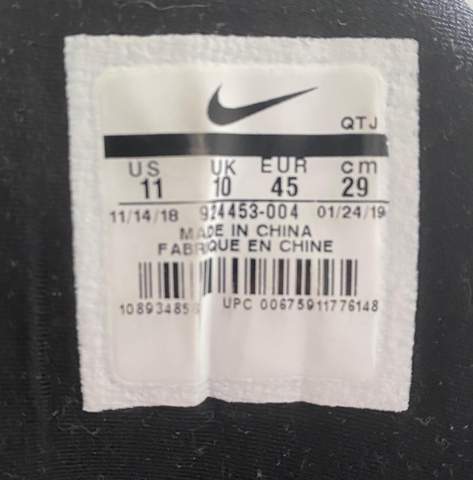 QTJ
US UK EUR cm
11 10 45 29
11/14/18 924453-004 01/24/19
MADE IN CHINA
FABRIQUE EN CHINE
UPC 00675911776148